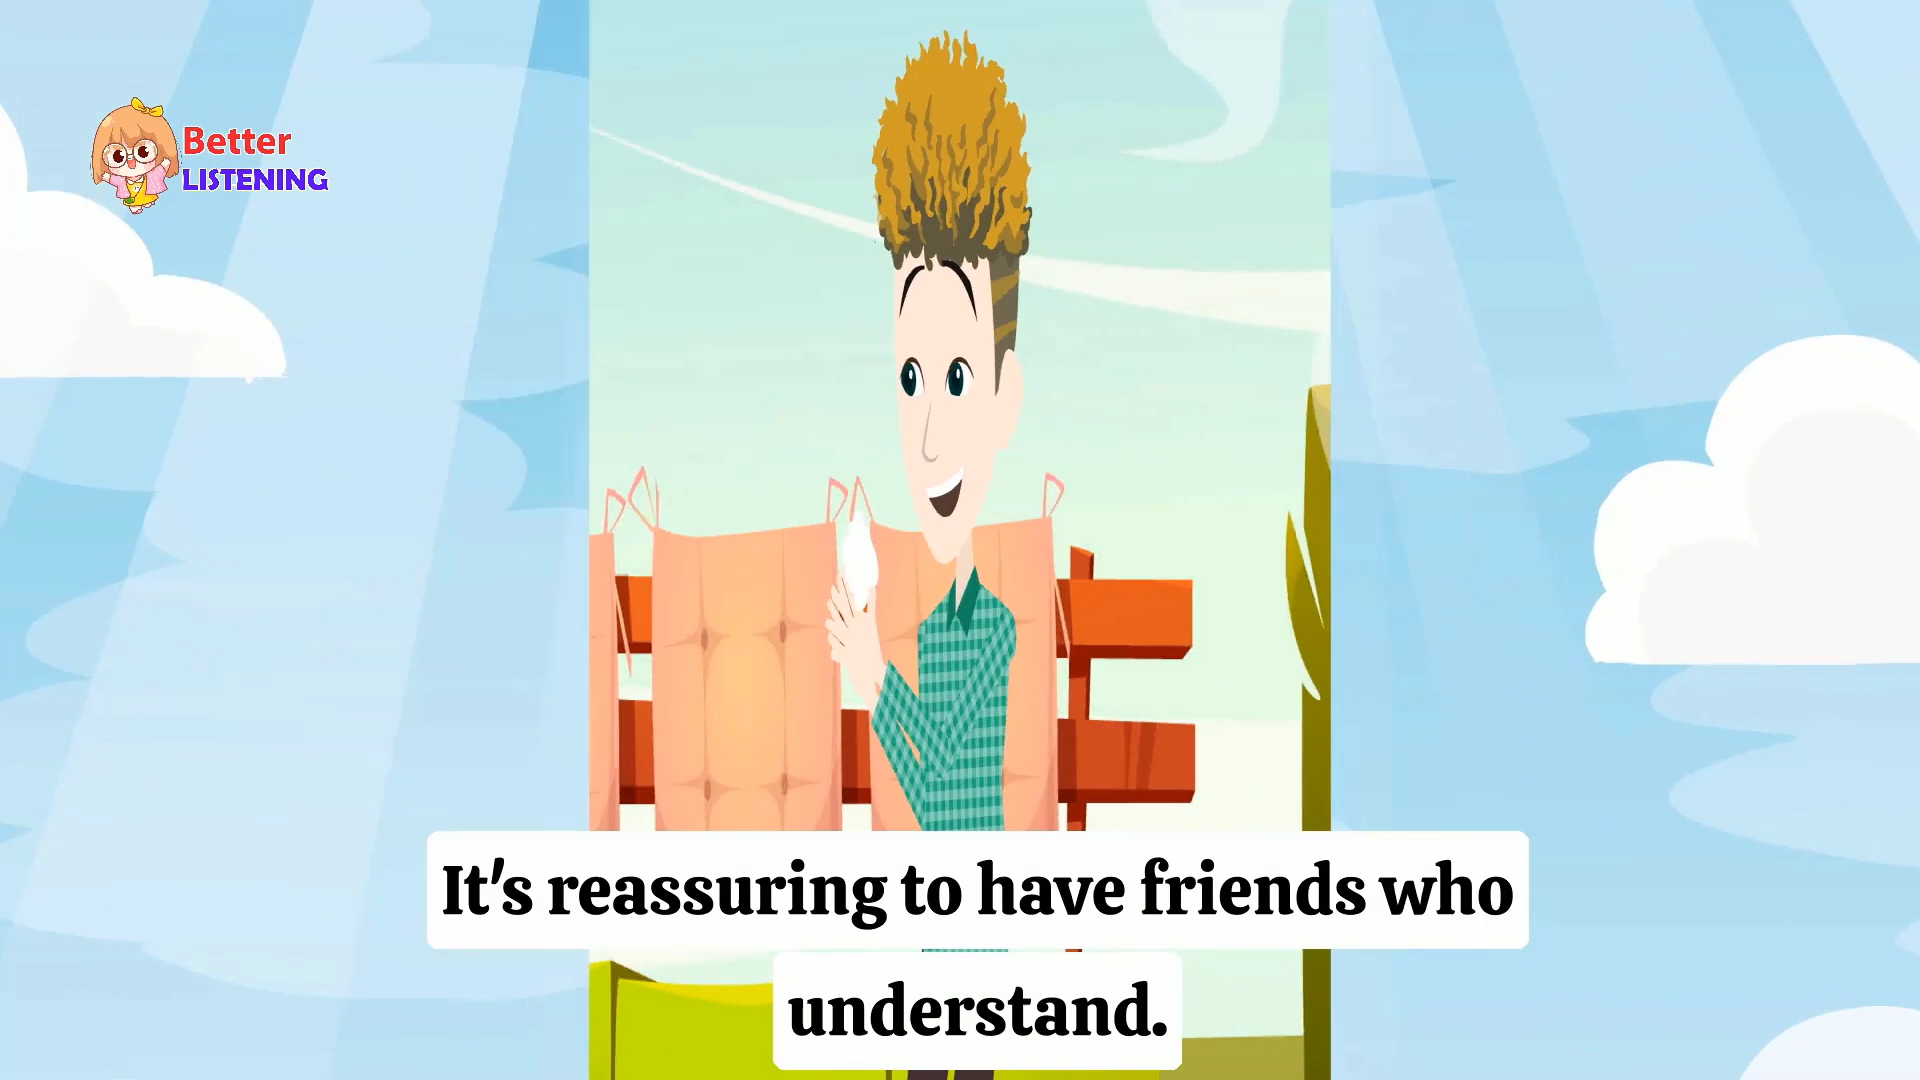 Better
LISTENING
It's reassuring to have friends who
understand.